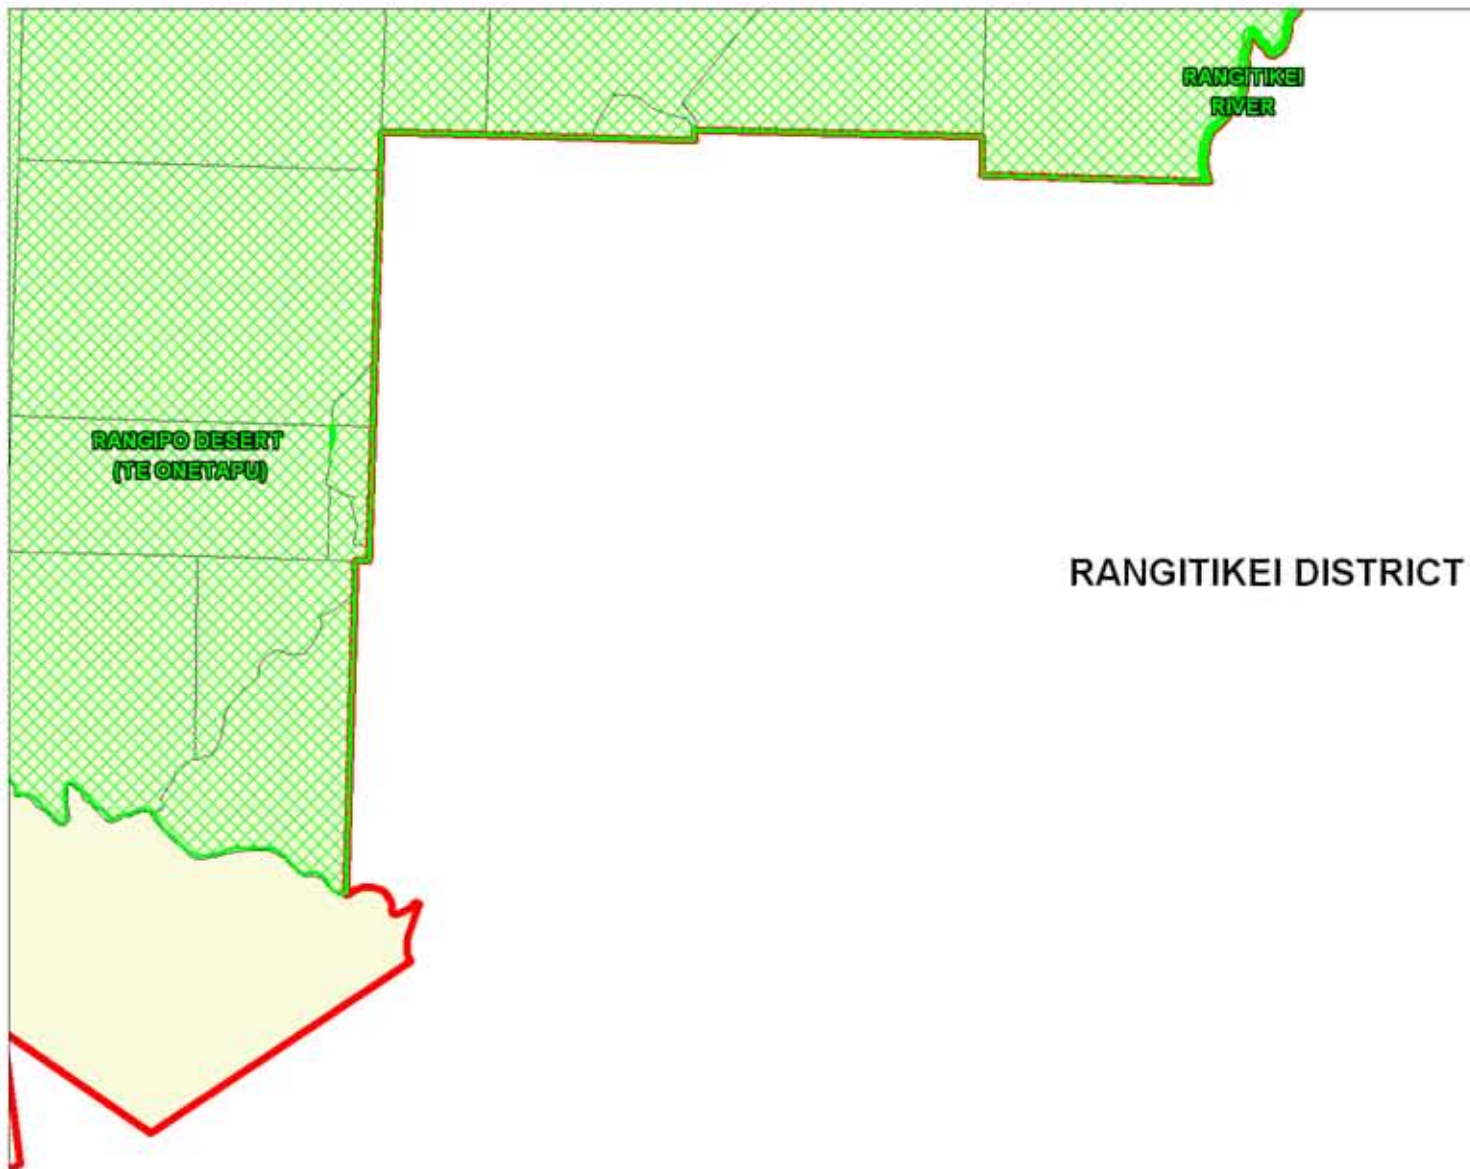 RANGITIKEI
RIVER
RANGIPO DESERT
(TE ONETAPU)
RANGITIKEI DISTRICT